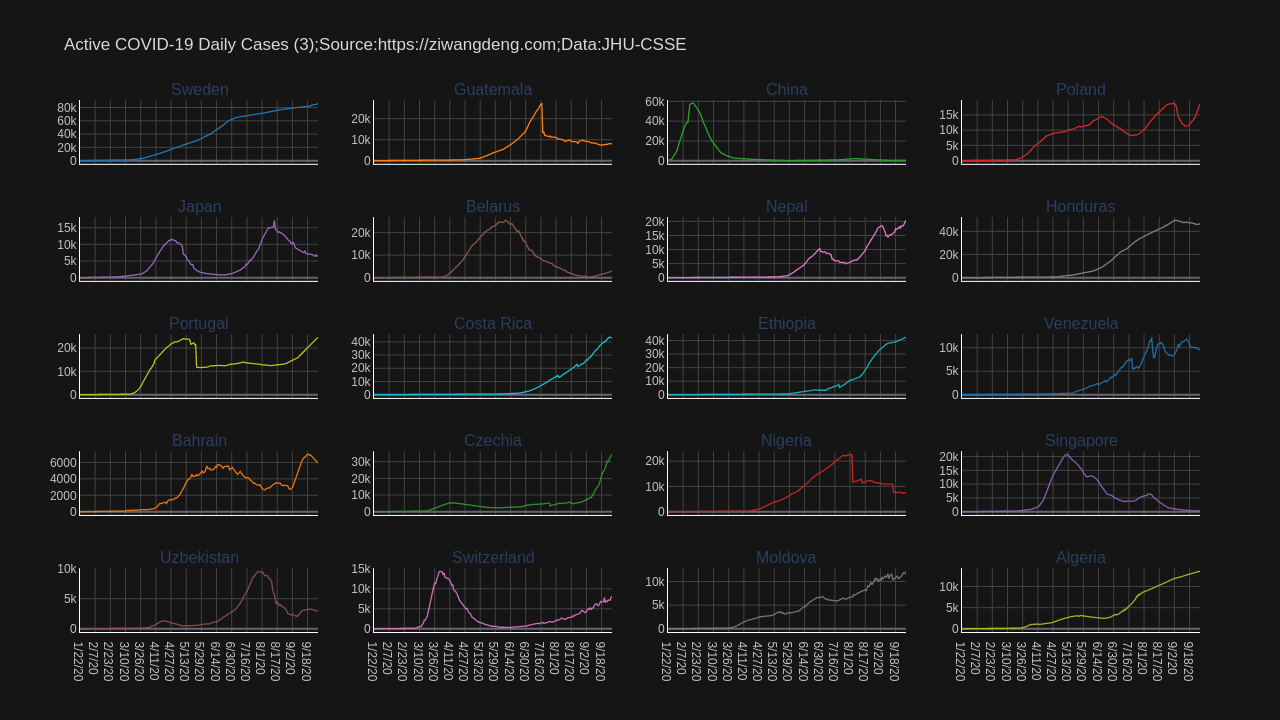 Active COVID-19 Daily Cases (3);Source:https://ziwangdeng.com;Data:JHU-CSSE
Sweden
80k
60k
40k
20k
0
Guatemala
20k
10k
0
China
60k
40k
20k
0
Poland
15k
10k
5k
0
Japan
15k
10k
5k
0
Belarus
20k
10k
0
Nepal
20k
15k
10k
5k
0
Honduras
40k
20k
0
Portugal
20k
10k
0
Costa Rica
40k
30k
20k
10k
0
Ethiopia
40k
30k
20k
10k
0
Venezuela
10k
5k
0
Bahrain
6000
4000
2000
0
Czechia
30k
20k
10k
0
Nigeria
20k
10k
0
Singapore
20k
15k
10k
5k
0
Uzbekistan
10k
5k
0
Switzerland
15k
10k
5k
0
Moldova
10k
5k
0
Algeria
10k
5k
0
1/22/20
2/7/20
2/23/20
3/10/20
3/26/20
4/11/20
4/27/20
5/13/20
5/29/20
6/14/20
6/30/20
7/16/20
8/1/20
8/17/20
9/2/20
9/18/20
1/22/20
2/7/20
2/23/20
3/10/20
3/26/20
4/11/20
4/27/20
5/13/20
5/29/20
6/14/20
6/30/20
7/16/20
8/1/20
8/17/20
9/2/20
9/18/20
1/22/20
2/7/20
2/23/20
3/10/20
3/26/20
4/11/20
4/27/20
5/13/20
5/29/20
6/14/20
6/30/20
7/16/20
8/1/20
8/17/20
9/2/20
9/18/20
1/22/20
2/7/20
2/23/20
3/10/20
3/26/20
4/11/20
4/27/20
5/13/20
5/29/20
6/14/20
6/30/20
7/16/20
8/1/20
8/17/20
9/2/20
9/18/20